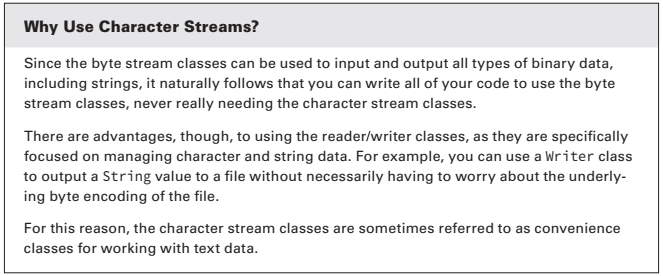 Why Use Character Streams?
Since the byte stream classes can be used to input and output all types of binary data,
including strings, it naturally follows that you can write all of your code to use the byte
stream classes, never really needing the character stream classes.
There are advantages, though, to using the reader/writer classes, as they are specifically
focused on managing character and string data. For example, you can use a Writer class
to output a String value to a file without necessarily having to worry about the underly-
ing byte encoding of the file.
For this reason, the character stream classes are sometimes referred to as convenience
classes for working with text data.